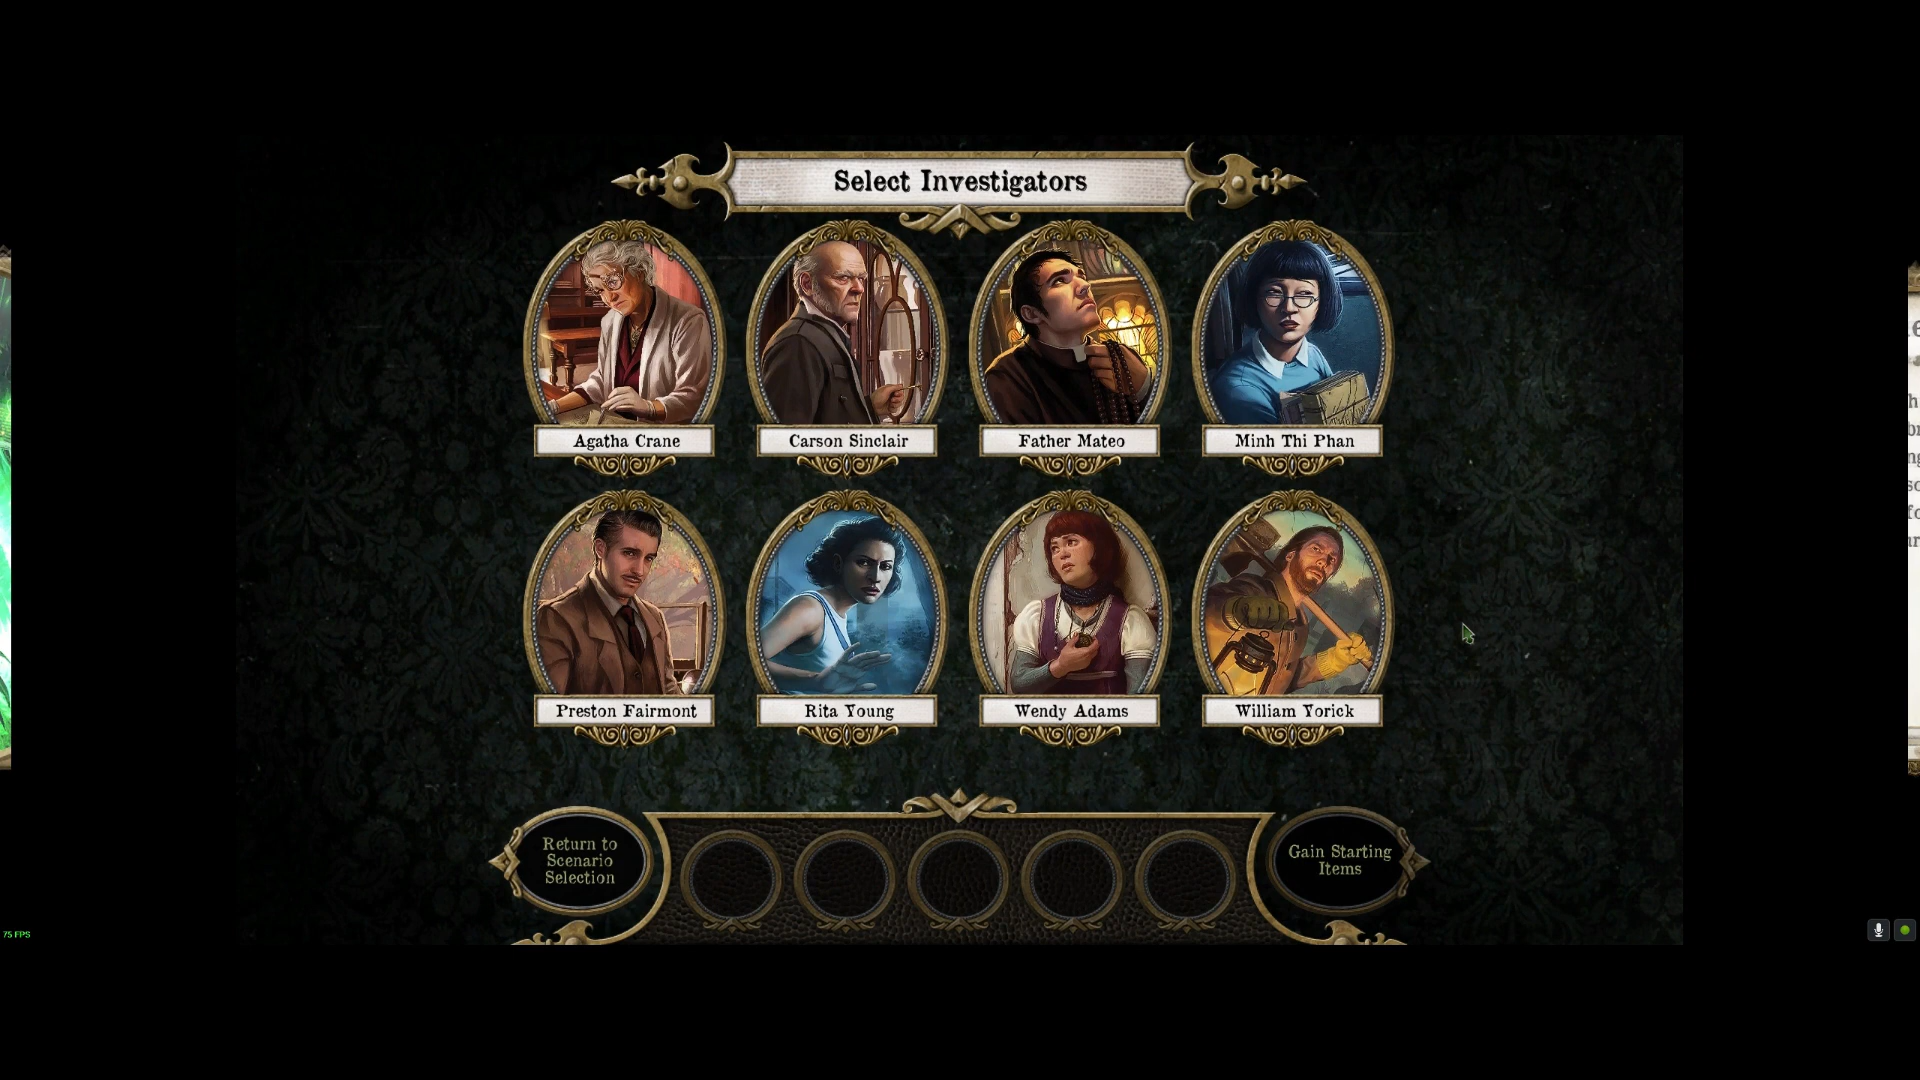 Select Investigators
Agatha Crane
Carson Sinclair
Father Mateo
Minh Thi Phan
Preston Fairmont
Rita Young
Wendy Adams
William Yorick
Return to
Scenario
Selection
Gain Starting
Items
75 FPS